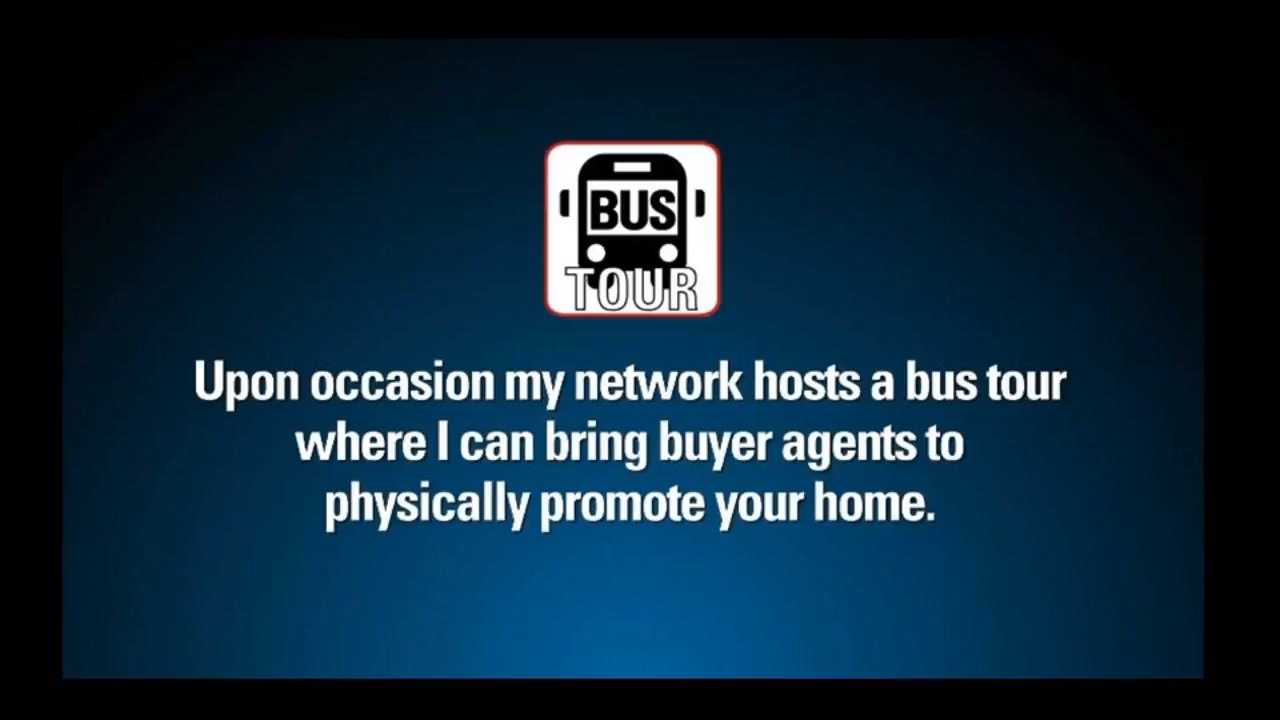 BUS
TOUR
Upon occasion my network hosts a bus tour
where I can bring buyer agents to
physically promote your home.